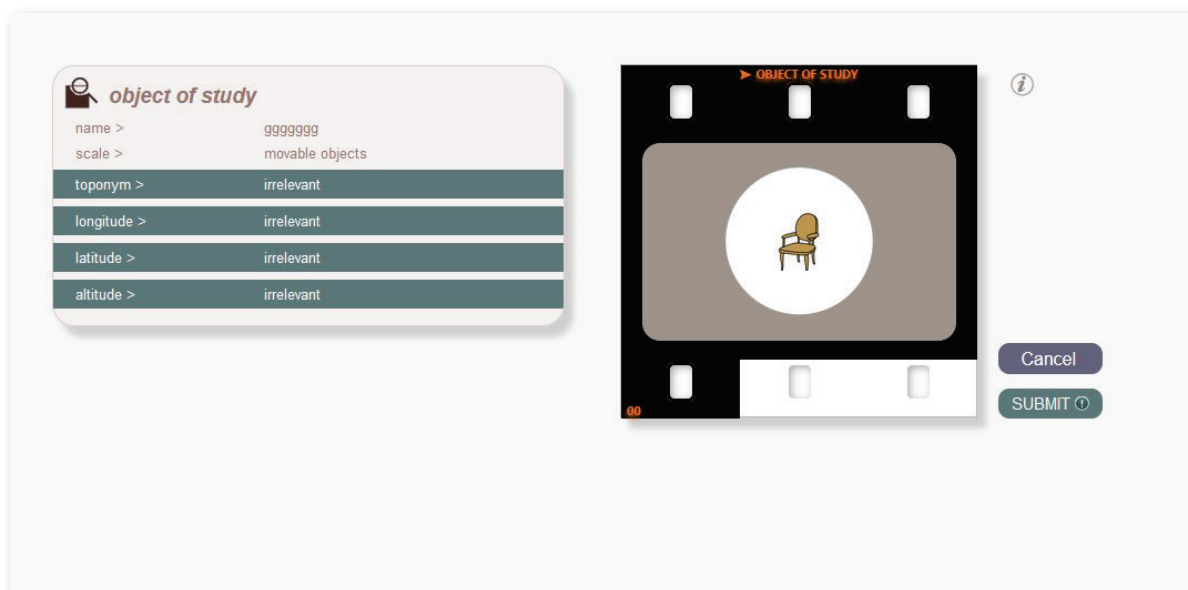 object of study
name > ggggggg
scale > movable objects
toponym > irrelevant
longitude > irrelevant
latitude > irrelevant
altitude > irrelevant
➤ OBJECT OF STUDY
i
00
Cancel
SUBMIT !